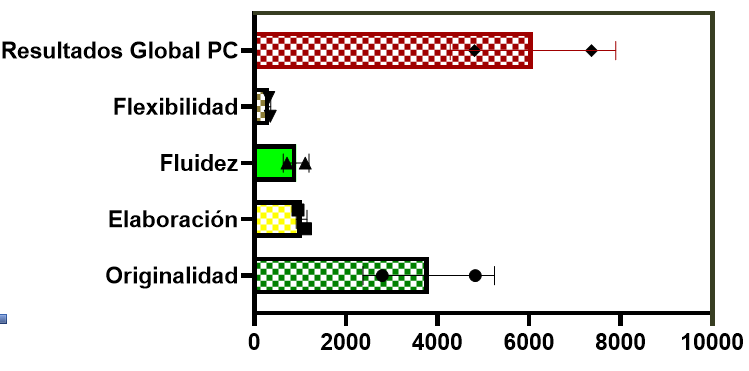 Resultados Global PC
Flexibilidad
Fluidez
Elaboración
Originalidad
0 2000 4000 6000 8000 10000